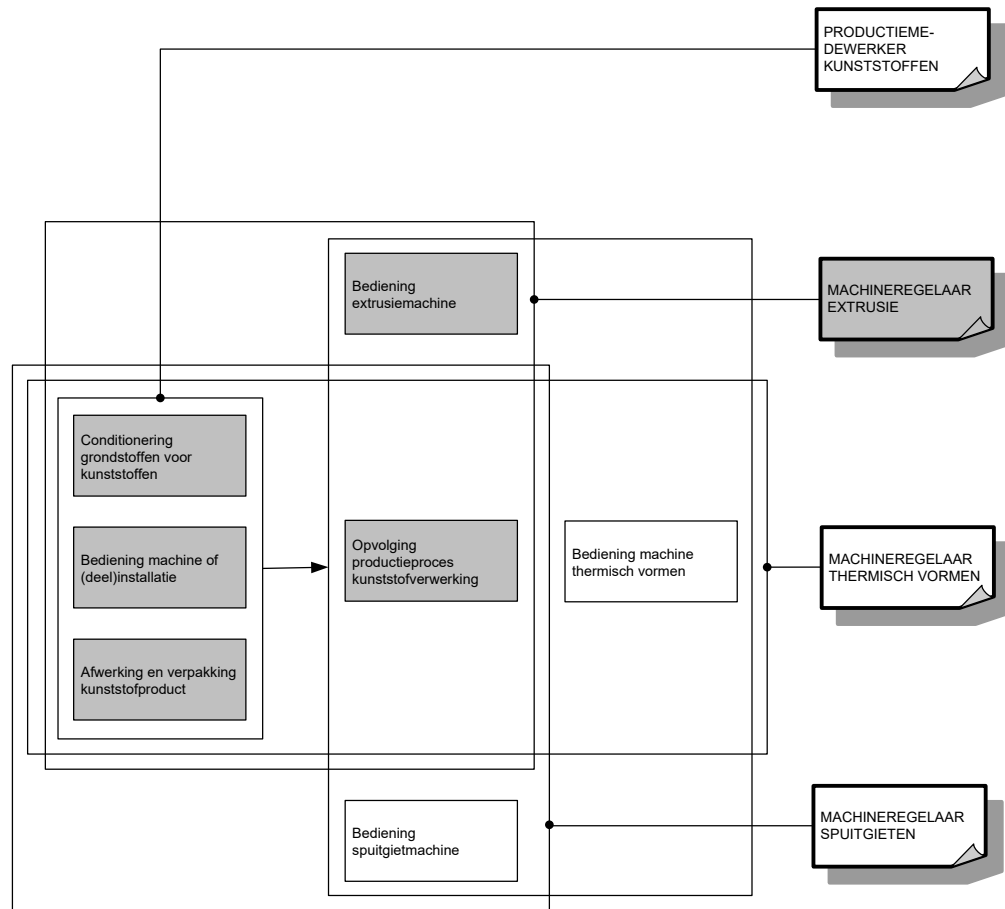 PRODUCTIEME-
DEWERKER
KUNSTSTOFFEN
Bediening
extrusiemachine
MACHINEREGELAAR
EXTRUSIE
Conditionering
grondstoffen voor
kunststoffen
Bediening machine of
(deel)installatie
Opvolging
productieproces
kunststofverwerking
Bediening machine
thermisch vormen
MACHINEREGELAAR
THERMISCH VORMEN
Afwerking en verpakking
kunstofproduct
Bediening
spuitgietmachine
MACHINEREGELAAR
SPUITGIETEN